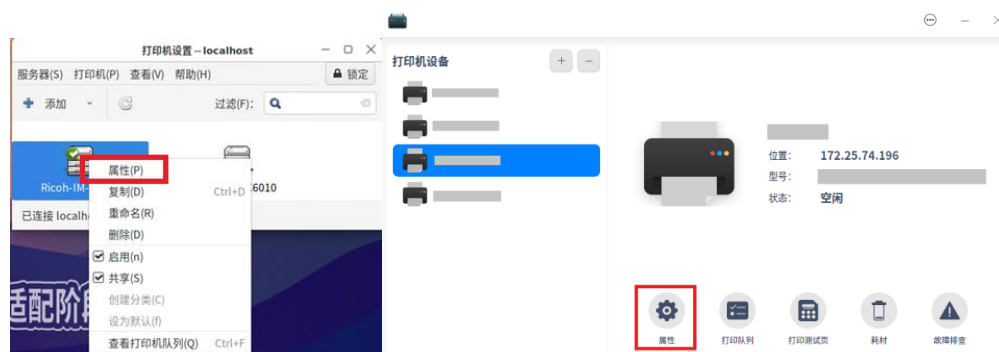 打印机设置 -- localhost
服务器(S) 打印机(P) 查看(V) 帮助(H) 锁定
添加 过滤(F):
属性(P)
Ricoh-IM- 6010
复制(D) Ctrl+D
已连接 localh
重命名(R)
删除(D)
启用(n)
共享(S)
创建分类(C)
设为默认(f)
查看打印机队列(Q) Ctrl+F
适配阶段
打印机设备
位置: 172.25.74.196
型号:
状态: 空闲
属性 打印队列 打印测试页 耗材 故障排查